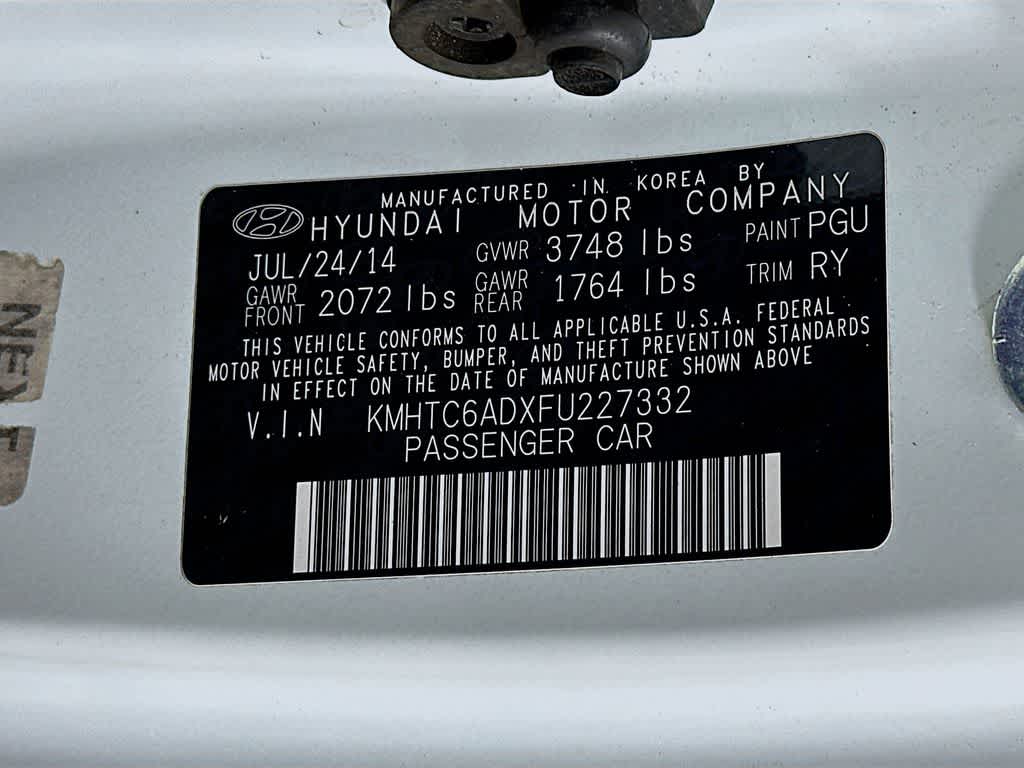 MANUFACTURED IN KOREA BY
HYUNDAI MOTOR COMPANY
JUL/24/14 GVWR 3748 lbs PAINT PGU
GAWR FRONT 2072 lbs GAWR REAR 1764 lbs TRIM RY
THIS VEHICLE CONFORMS TO ALL APPLICABLE U.S.A. FEDERAL
MOTOR VEHICLE SAFETY, BUMPER, AND THEFT PREVENTION STANDARDS
IN EFFECT ON THE DATE OF MANUFACTURE SHOWN ABOVE
V.I.N KMHTC6ADXFU227332
PASSENGER CAR